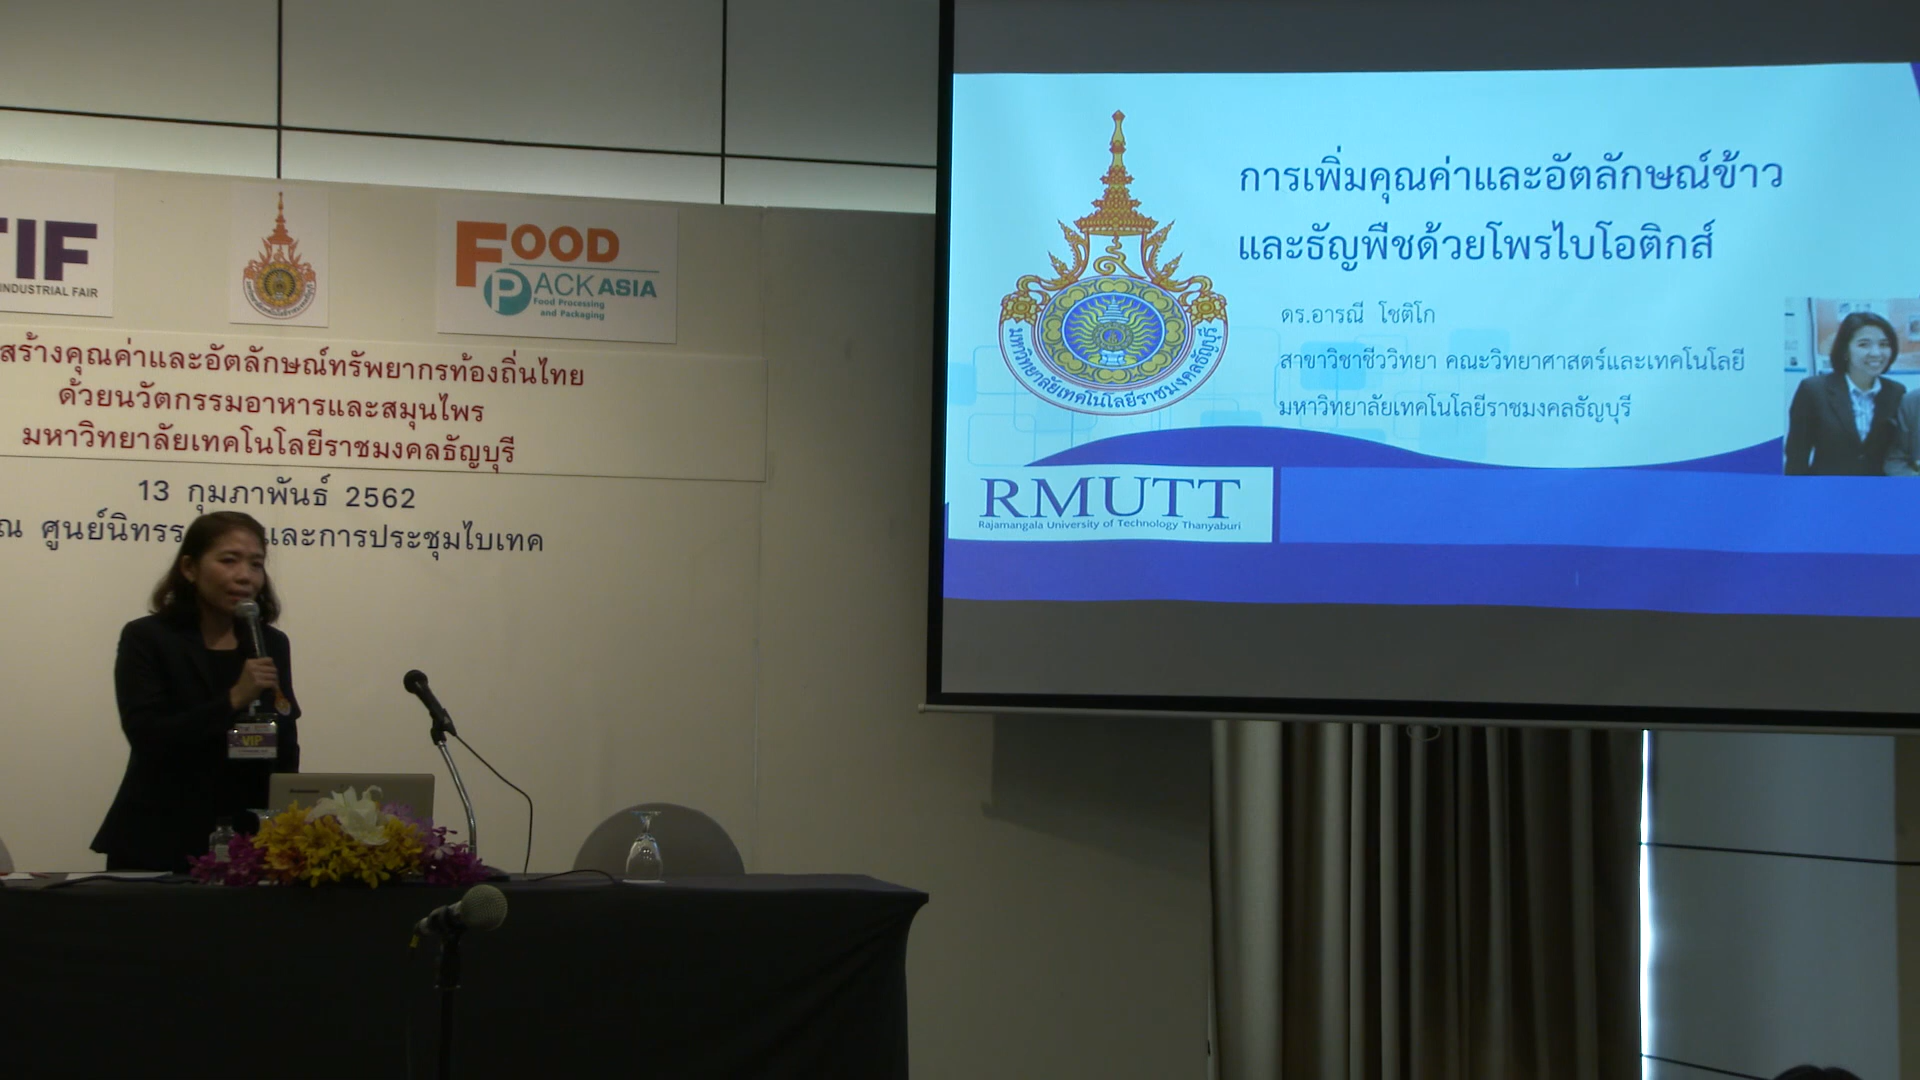 IF
INDUSTRIAL FAIR
FOOD
PACK ASIA
Food Processing
and Packaging
สร้างคุณค่าและอัตลักษณ์ทรัพยากรท้องถิ่นไทย
ด้วยนวัตกรรมอาหารและสมุนไพร
มหาวิทยาลัยเทคโนโลยีราชมงคลธัญบุรี
13 กุมภาพันธ์ 2562
ณ ศูนย์นิทรร และการประชุมไบเทค
VIP
การเพิ่มคุณค่าและอัตลักษณ์ข้าว
และธัญพืชด้วยโพรไบโอติกส์
ดร.อารณี โชติโก
สาขาวิชาชีววิทยา คณะวิทยาศาสตร์และเทคโนโลยี
มหาวิทยาลัยเทคโนโลยีราชมงคลธัญบุรี
มหาวิทยาลัยเทคโนโลยีราชมงคลธัญบุรี
RMUTT
Rajamangala University of Technology Thanyaburi